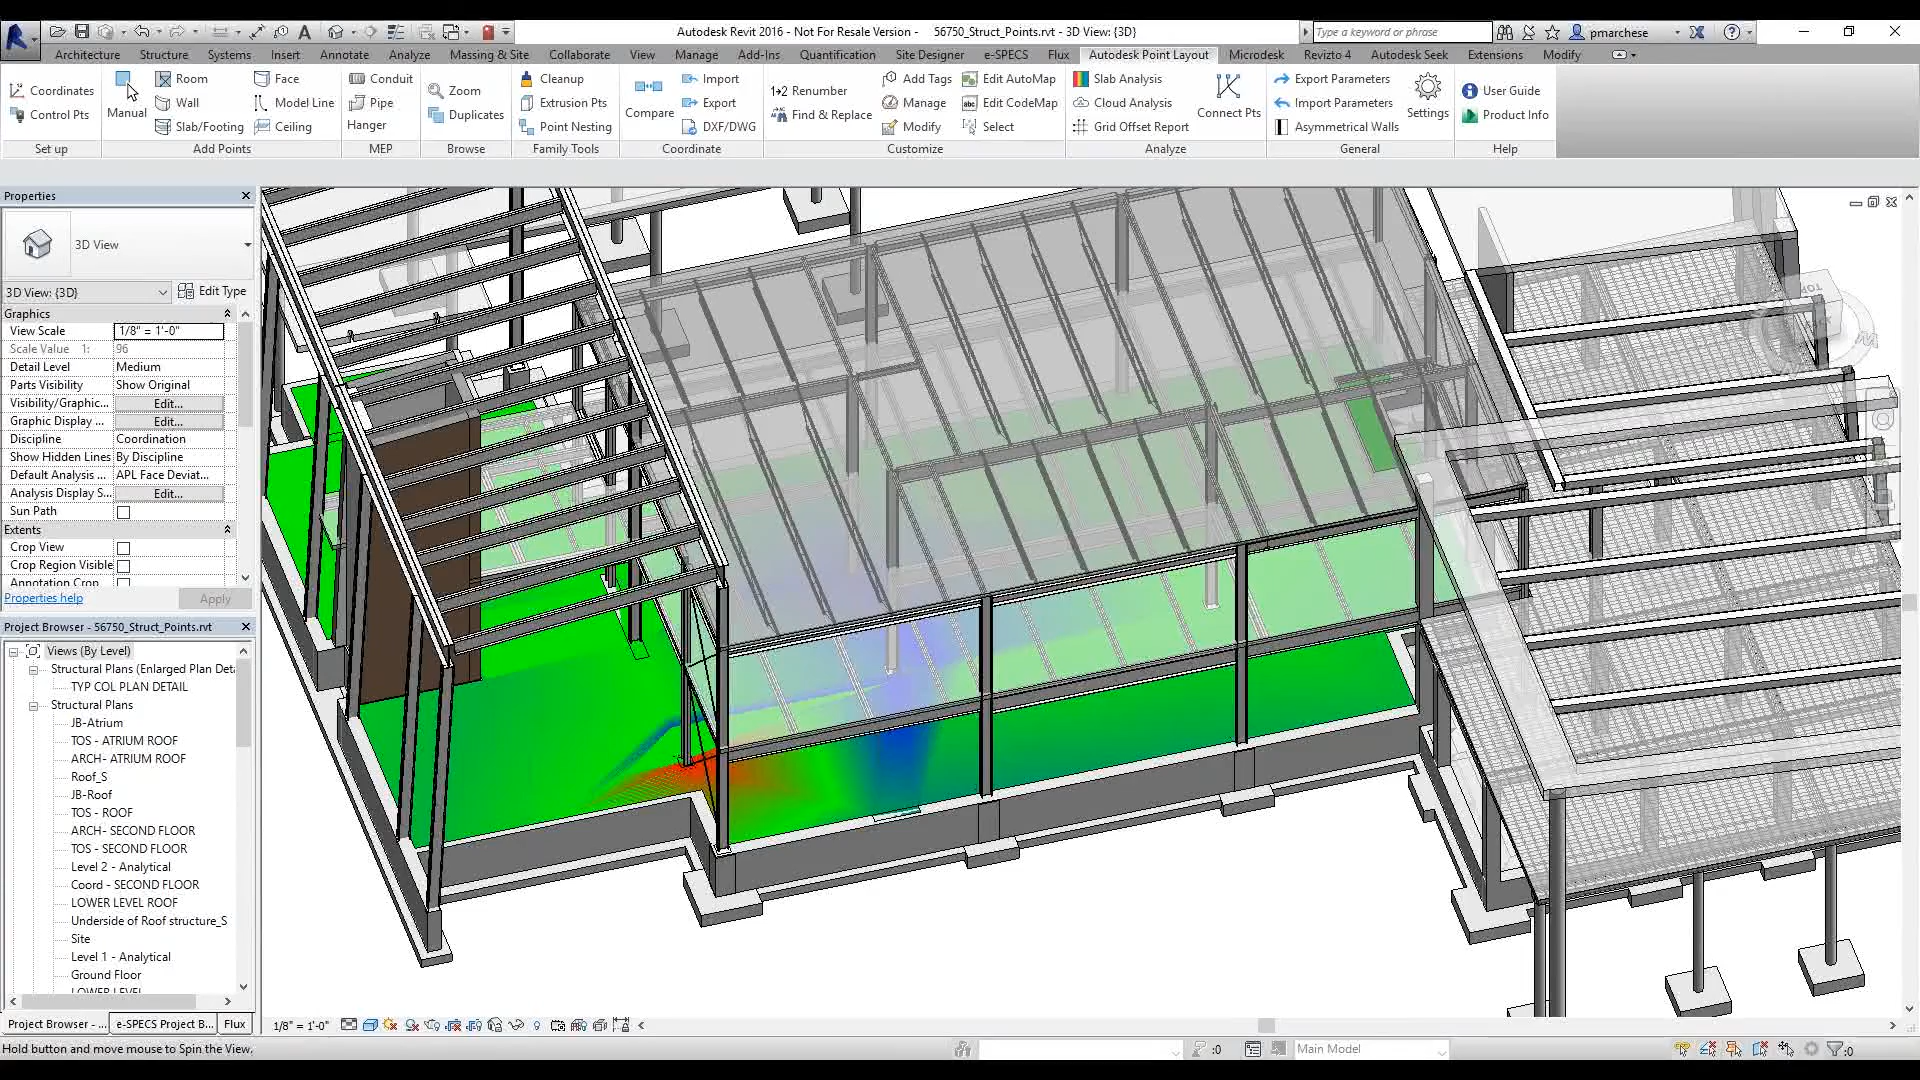 Autodesk Revit 2016 - Not For Resale Version - 56750_Struct_Points.rvt - 3D View: {3D}
Type a keyword or phrase
pmarchese
Architecture Structure Systems Insert Annotate Analyze Massing & Site Collaborate View Manage Add-Ins Quantification Site Designer e-SPECS Flux Autodesk Point Layout Microdesk Revizto 4 Autodesk Seek Extensions Modify
Coordinates
Control Pts
Set up
Manual
Room
Wall
Slab/Footing
Face
Model Line
Ceiling
Add Points
Conduit
Pipe
Hanger
MEP
Zoom
Duplicates
Browse
Cleanup
Extrusion Pts
Point Nesting
Family Tools
Compare
Import
Export
DXF/DWG
Coordinate
Renumber
Find & Replace
Add Tags
Manage
Modify
Edit AutoMap
Edit CodeMap
Select
Customize
Slab Analysis
Cloud Analysis
Grid Offset Report
Connect Pts
Analyze
Export Parameters
Import Parameters
Asymmetrical Walls
Settings
General
User Guide
Product Info
Help
Properties
3D View
3D View: {3D}
Edit Type
Graphics
View Scale 1/8" = 1'-0"
Scale Value 1: 96
Detail Level Medium
Parts Visibility Show Original
Visibility/Graphic... Edit...
Graphic Display ... Edit...
Discipline Coordination
Show Hidden Lines By Discipline
Default Analysis ... APL Face Deviat...
Analysis Display S... Edit...
Sun Path
Extents
Crop View
Crop Region Visible
Annotation Crop
Properties help
Apply
Project Browser - 56750_Struct_Points.rvt
Views (By Level)
Structural Plans (Enlarged Plan Deta
TYP COL PLAN DETAIL
Structural Plans
JB-Atrium
TOS - ATRIUM ROOF
ARCH- ATRIUM ROOF
Roof_S
JB-Roof
TOS - ROOF
ARCH- SECOND FLOOR
TOS - SECOND FLOOR
Level 2 - Analytical
Coord - SECOND FLOOR
LOWER LEVEL ROOF
Underside of Roof structure_S
Site
Level 1 - Analytical
Ground Floor
LOWER LEVEL
Project Browser - ... e-SPECS Project B... Flux
1/8" = 1'-0"
Hold button and move mouse to Spin the View.
:0
Main Model
:0
TOP